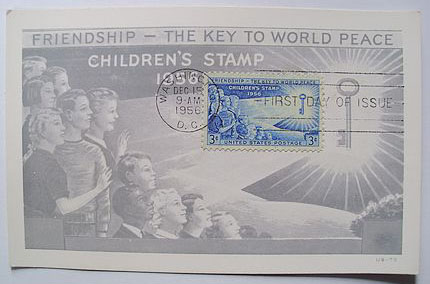 FRIENDSHIP — THE KEY TO WORLD PEACE
CHILDREN'S STAMP
1956
WASHINGTON
DEC 15
9-AM
1956
D.C.
FRIENDSHIP — THE KEY TO WORLD PEACE
CHILDREN'S STAMP
1956
FIRST DAY OF ISSUE
3¢ UNITED STATES POSTAGE 3¢